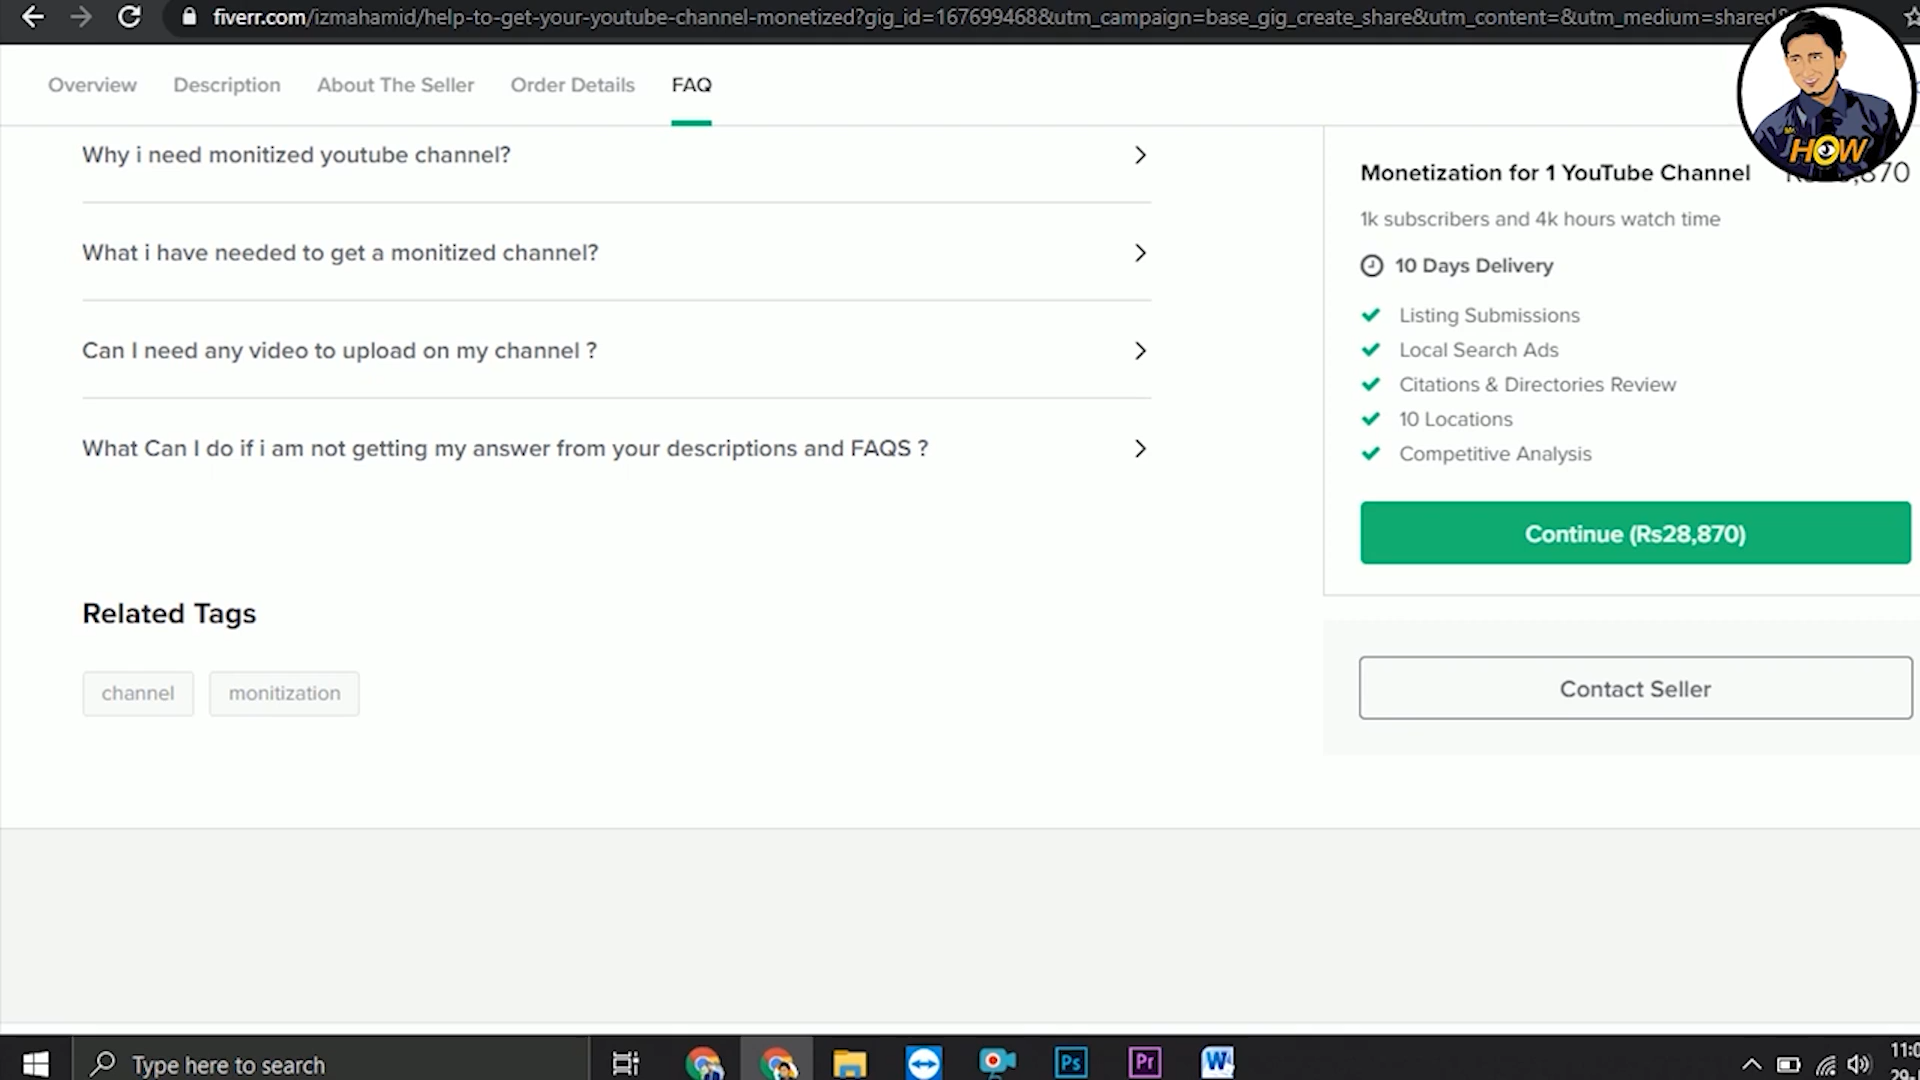 fiverr.com/izmahamid/help-to-get-your-youtube-channel-monetized?gig_id=167699468&utm_campaign=base_gig_create_share&utm_content=&utm_medium=shared
Overview Description About The Seller Order Details FAQ
HOW
Why i need monitized youtube channel?
What i have needed to get a monitized channel?
Can I need any video to upload on my channel ?
What Can I do if i am not getting my answer from your descriptions and FAQS ?
Related Tags
channel monitization
Monetization for 1 YouTube Channel
1k subscribers and 4k hours watch time
10 Days Delivery
Listing Submissions
Local Search Ads
Citations & Directories Review
10 Locations
Competitive Analysis
Continue (Rs28,870)
Contact Seller
Type here to search
Ps
Pr
W